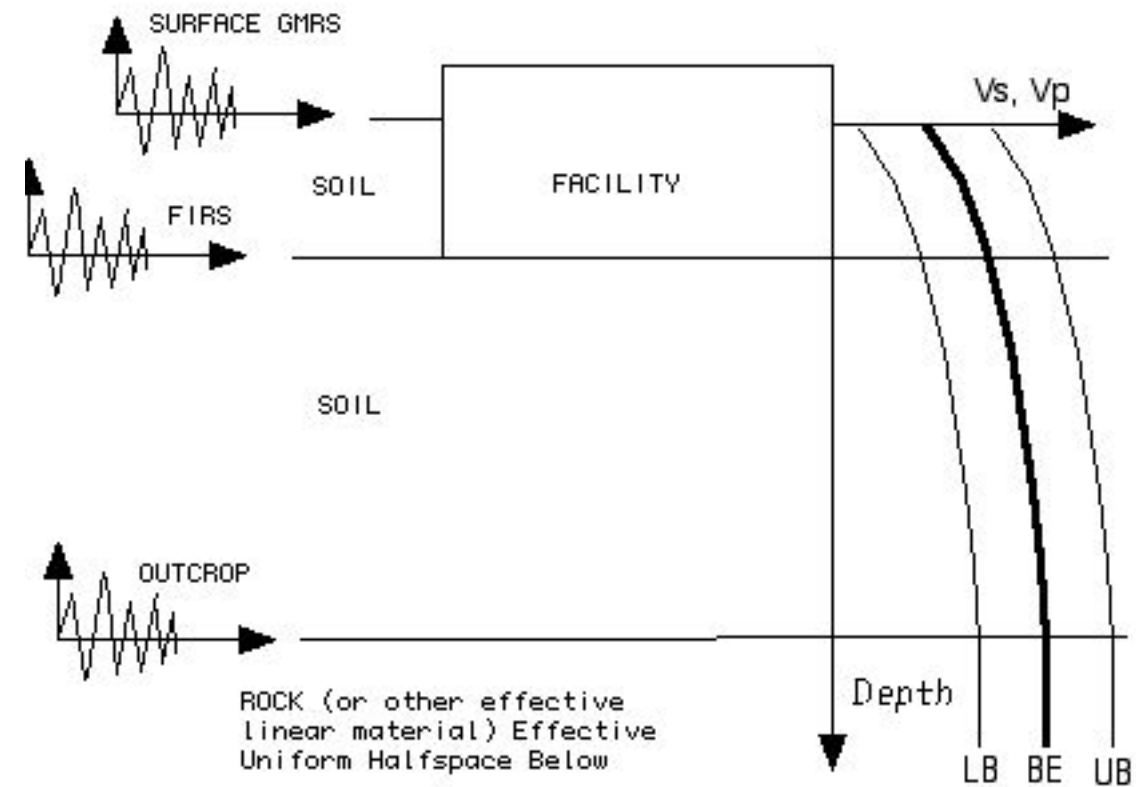 SURFACE GMRS
Vs, Vp
SOIL
FACILITY
FIRS
SOIL
OUTCROP
ROCK (or other effective
linear material) Effective
Uniform Halfspace Below
Depth
LB BE UB